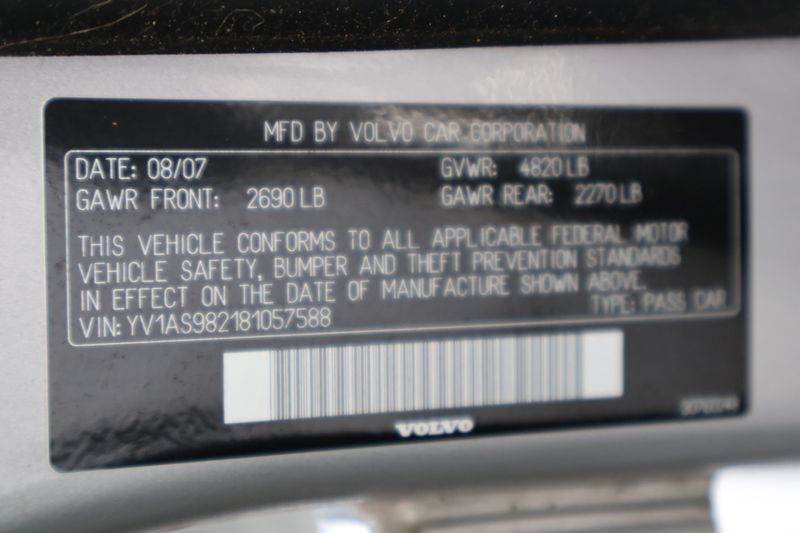 MFD BY VOLVO CAR CORPORATION
DATE: 08/07 GVWR: 4820 LB
GAWR FRONT: 2690 LB GAWR REAR: 2270 LB
THIS VEHICLE CONFORMS TO ALL APPLICABLE FEDERAL MOTOR
VEHICLE SAFETY, BUMPER AND THEFT PREVENTION STANDARDS
IN EFFECT ON THE DATE OF MANUFACTURE SHOWN ABOVE.
TYPE: PASS CAR
VIN: YV1AS982181057588
VOLVO